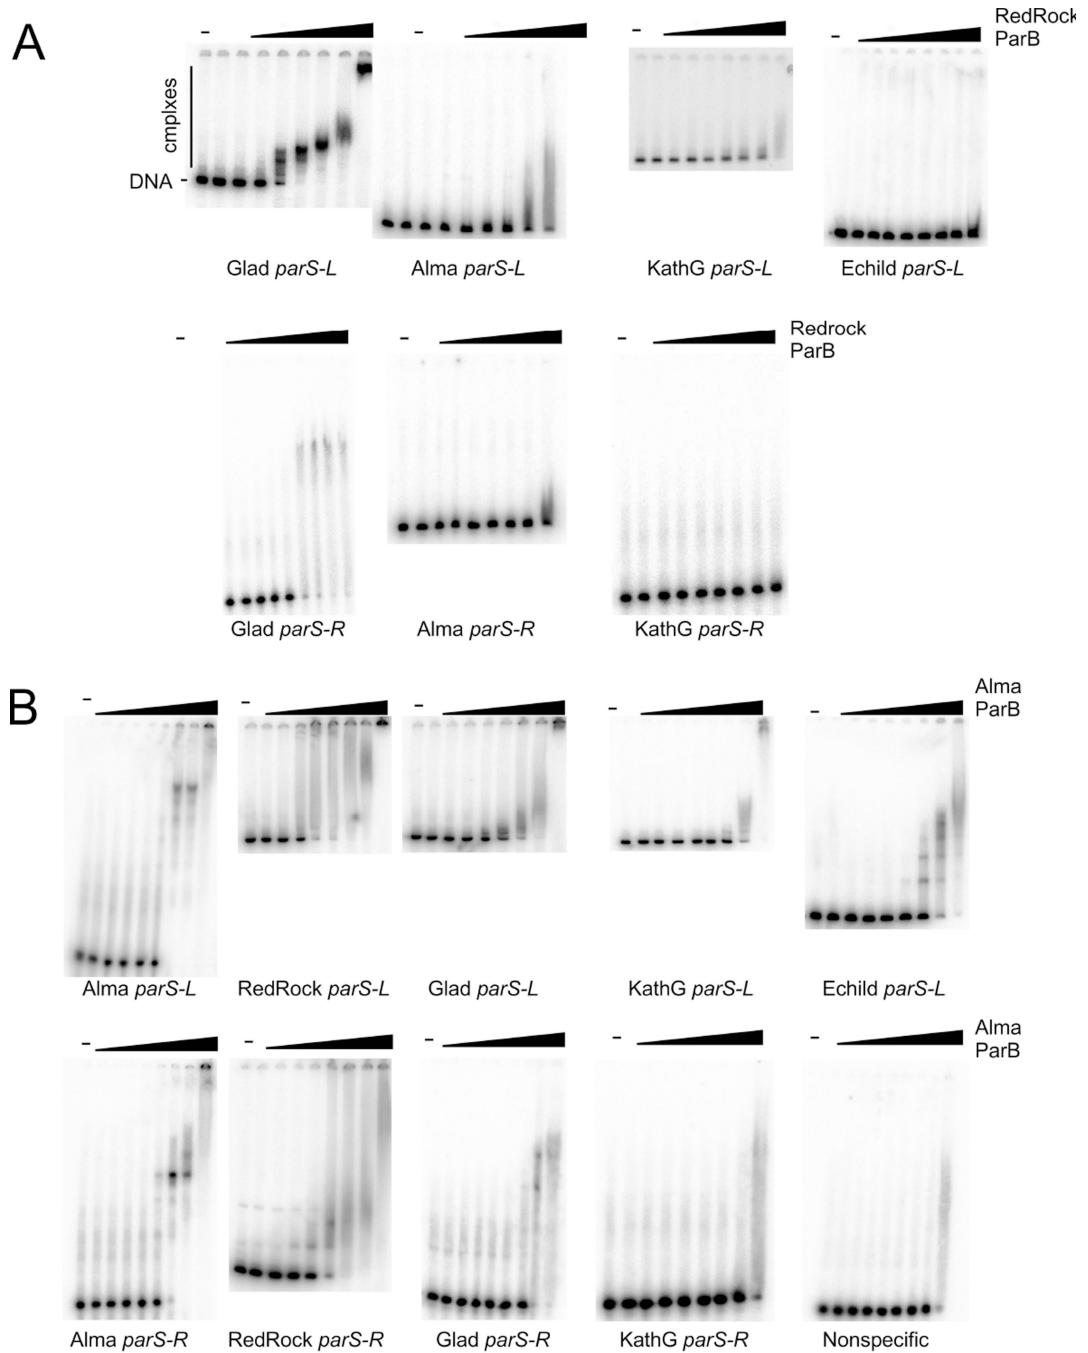 A
RedRock
ParB
- - - -
cmplxes
DNA -
Glad parS-L Alma parS-L KathG parS-L Echild parS-L
- - -
Redrock
ParB
Glad parS-R Alma parS-R KathG parS-R
B
Alma
ParB
- - - - -
Alma parS-L RedRock parS-L Glad parS-L KathG parS-L Echild parS-L
Alma
ParB
- - - - -
Alma parS-R RedRock parS-R Glad parS-R KathG parS-R Nonspecific